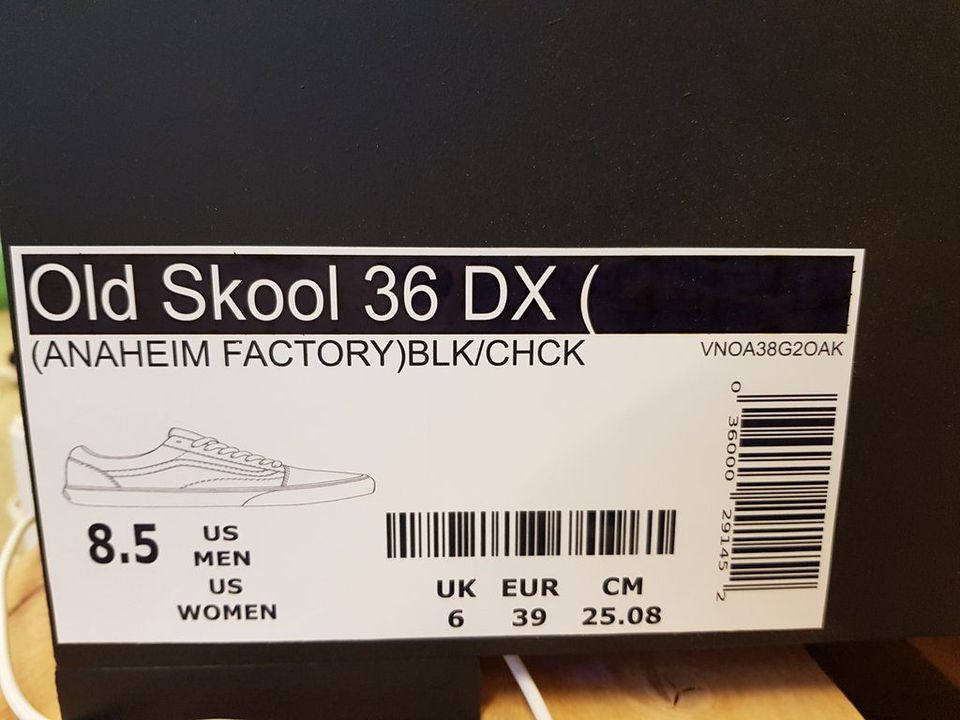 Old Skool 36 DX (
(ANAHEIM FACTORY)BLK/CHCK
VNOA38G2OAK
0 36000 29145 2
8.5
US
MEN
US
WOMEN
UK EUR CM
6 39 25.08